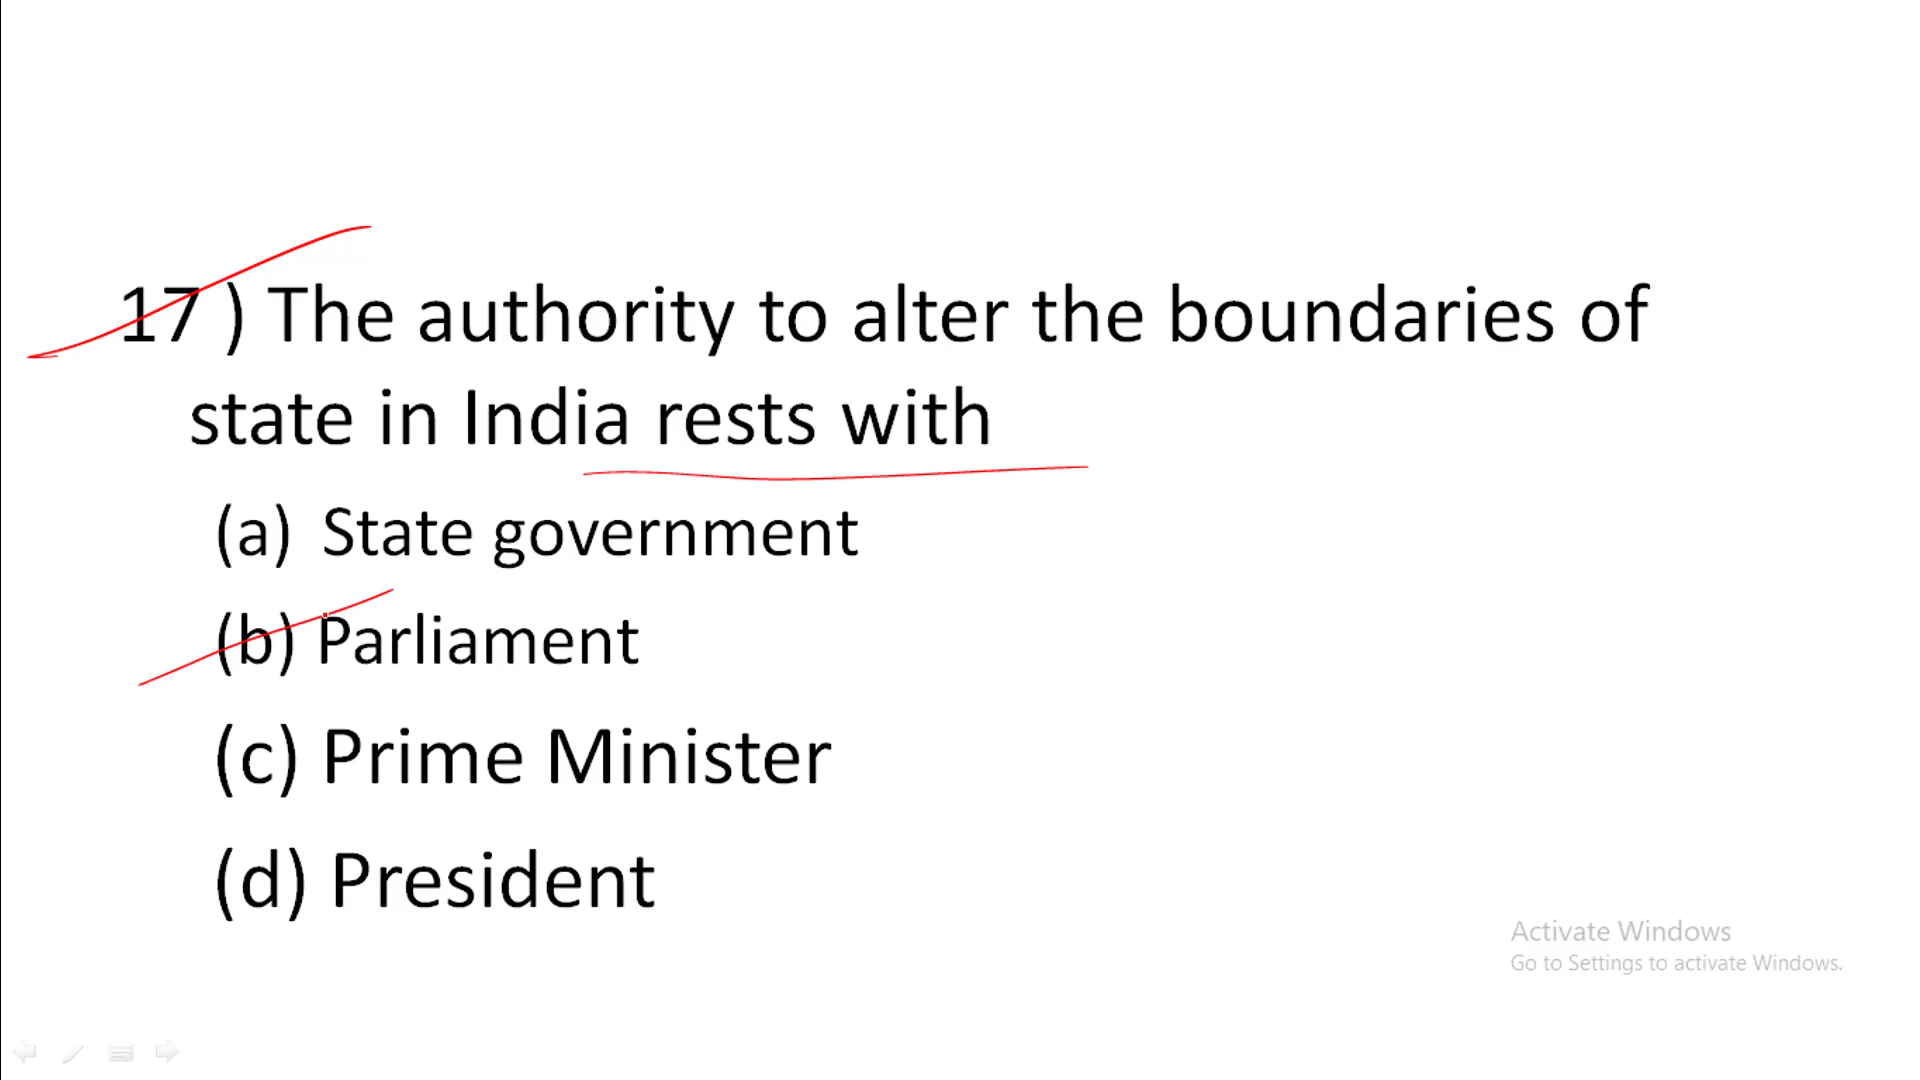 17 ) The authority to alter the boundaries of
state in India rests with
(a) State government
(b) Parliament
(c) Prime Minister
(d) President
Activate Windows
Go to Settings to activate Windows.